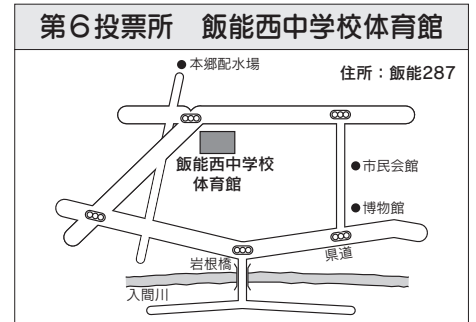 第6投票所　飯能西中学校体育館
本郷配水場
住所：飯能287
飯能西中学校
体育館
市民会館
博物館
岩根橋
県道
入間川